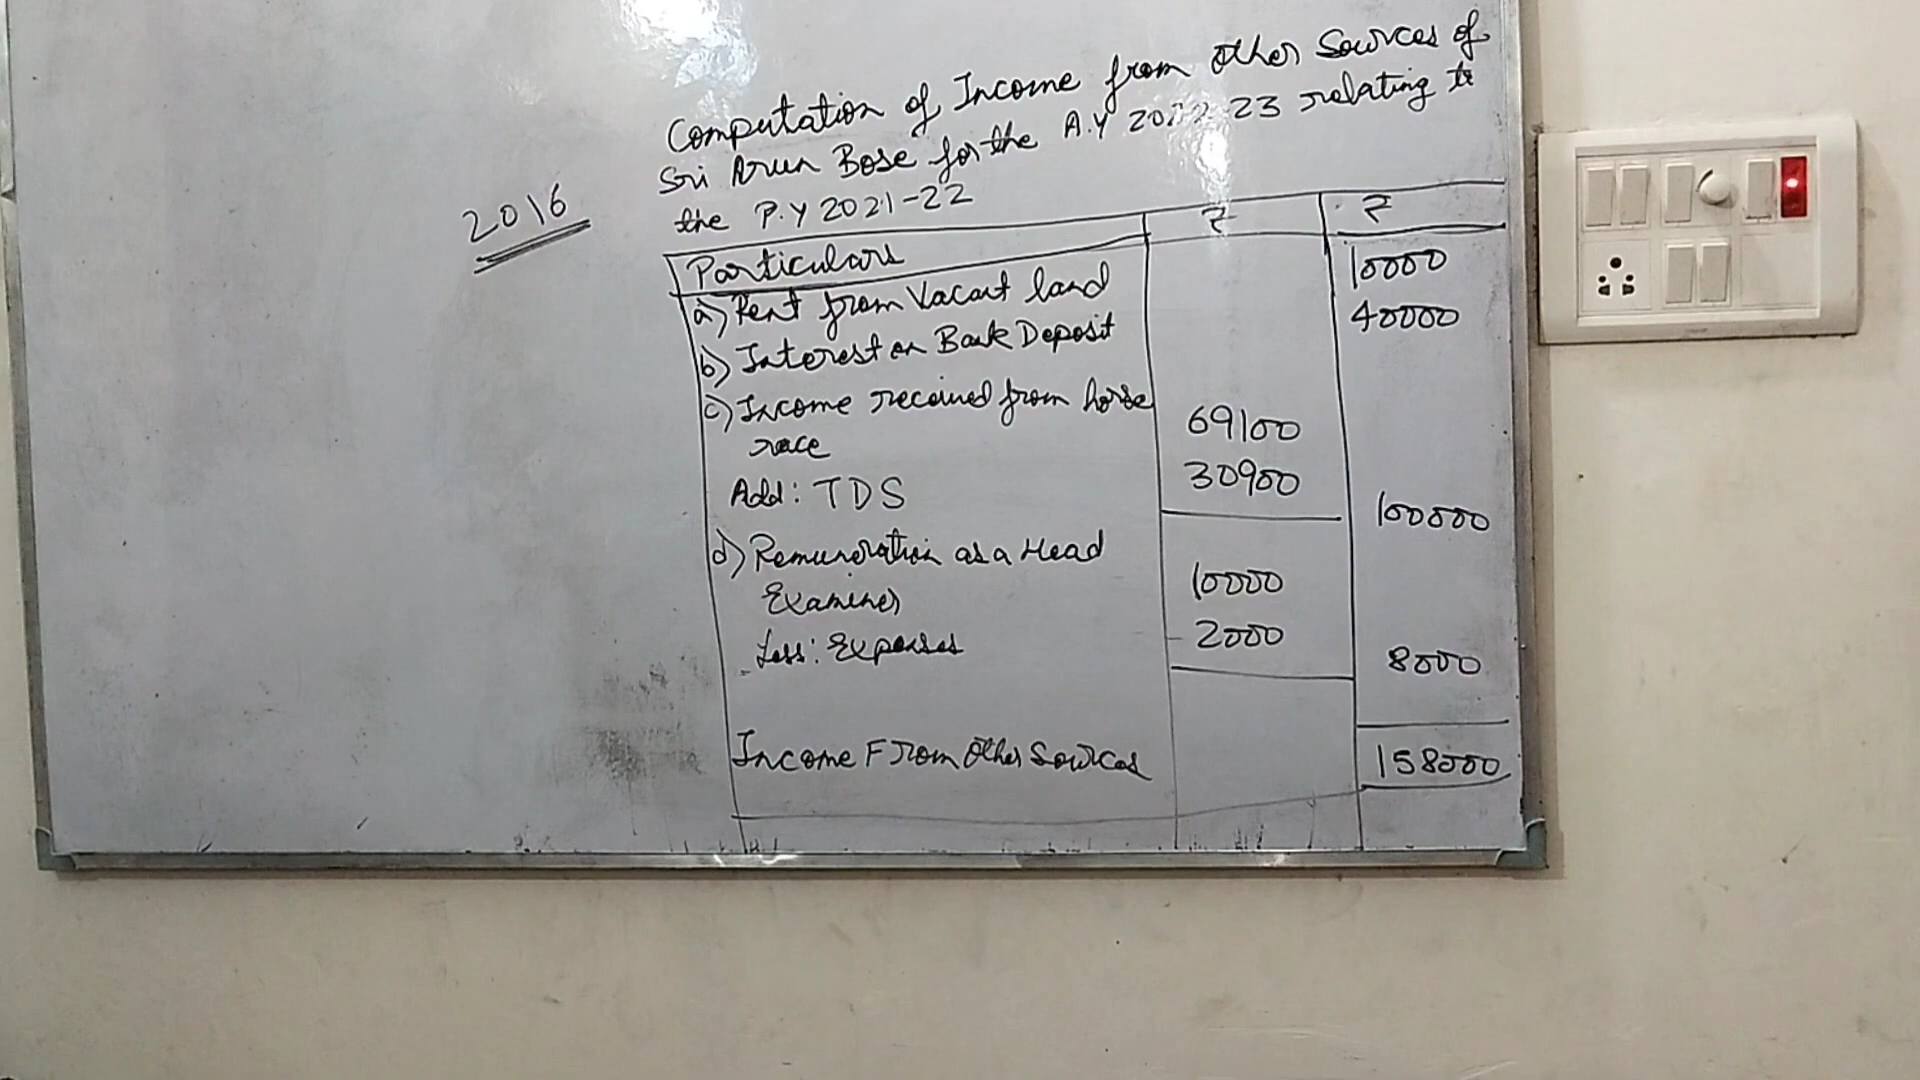 Computation of Income from Other Sources of
Sri Arun Bose for the A.Y 2022-23 relating to
the P.Y 2021-22
2016
Particulars ₹ ₹
a) Rent from Vacant land 10000
b) Interest on Bank Deposit 40000
c) Income received from horse
race 69100
Add: TDS 30900 100000
d) Remuneration as a Head
Examiner 10000
Less: Expenses 2000 8000
Income From Other Sources 158000